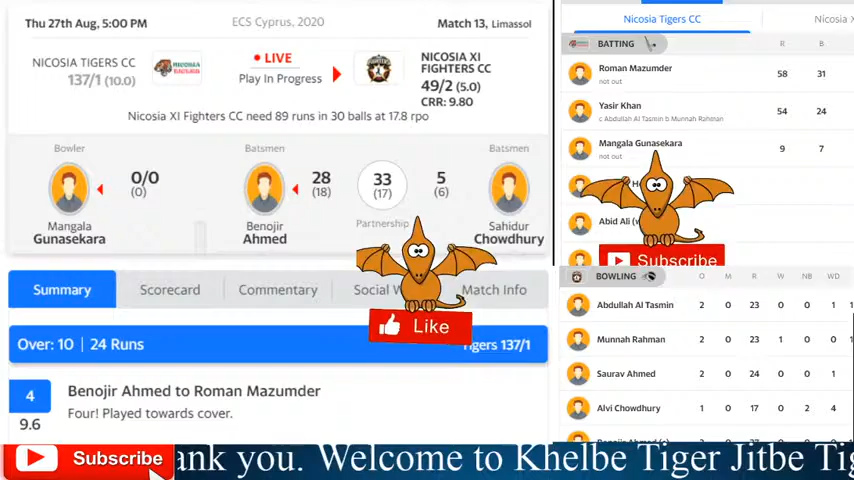 Thu 27th Aug, 5:00 PM
ECS Cyprus, 2020
Match 13, Limassol
NICOSIA TIGERS CC
137/1 (10.0)
LIVE
Play In Progress
NICOSIA XI
FIGHTERS CC
49/2 (5.0)
CRR: 9.80
Nicosia XI Fighters CC need 89 runs in 30 balls at 17.8 rpo
Bowler
Batsmen
Batsmen
0/0
(0)
28
(18)
33
(17)
5
(6)
Mangala
Gunasekara
Benojir
Ahmed
Partnership
Sahidur
Chowdhury
Summary
Scorecard
Commentary
Social
Match Info
Like
Over: 10 | 24 Runs
Tigers 137/1
4
9.6
Benojir Ahmed to Roman Mazumder
Four! Played towards cover.
Nicosia Tigers CC
Nicosia X
BATTING R B
Roman Mazumder 58 31
not out
Yasir Khan 54 24
c Abdullah Al Tasmin b Munnah Rahman
Mangala Gunasekara 9 7
not out
Abid Ali
Subscribe
BOWLING O M R W NB WD
Abdullah Al Tasmin 2 0 23 0 0 1
Munnah Rahman 2 0 23 1 0 0
Saurav Ahmed 2 0 24 0 0 1
Alvi Chowdhury 1 0 17 0 2 4
Subscribe
ank you. Welcome to Khelbe Tiger Jitbe Tig